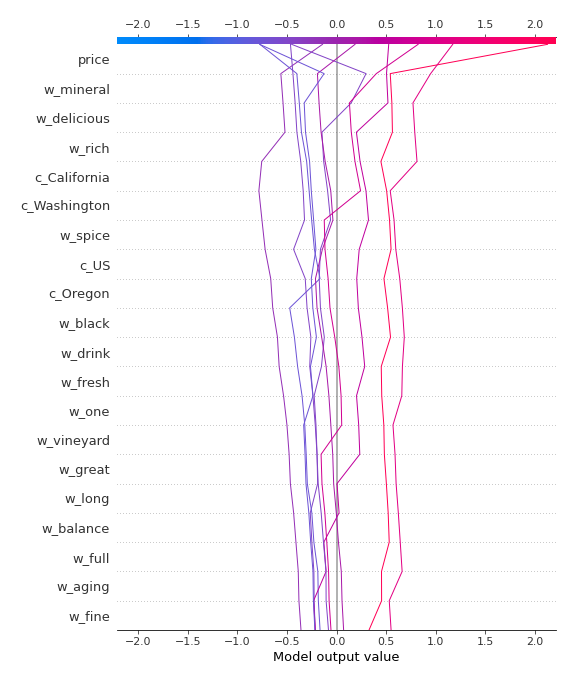 −2.0 −1.5 −1.0 −0.5 0.0 0.5 1.0 1.5 2.0
price
w_mineral
w_delicious
w_rich
c_California
c_Washington
w_spice
c_US
c_Oregon
w_black
w_drink
w_fresh
w_one
w_vineyard
w_great
w_long
w_balance
w_full
w_aging
w_fine
−2.0 −1.5 −1.0 −0.5 0.0 0.5 1.0 1.5 2.0
Model output value